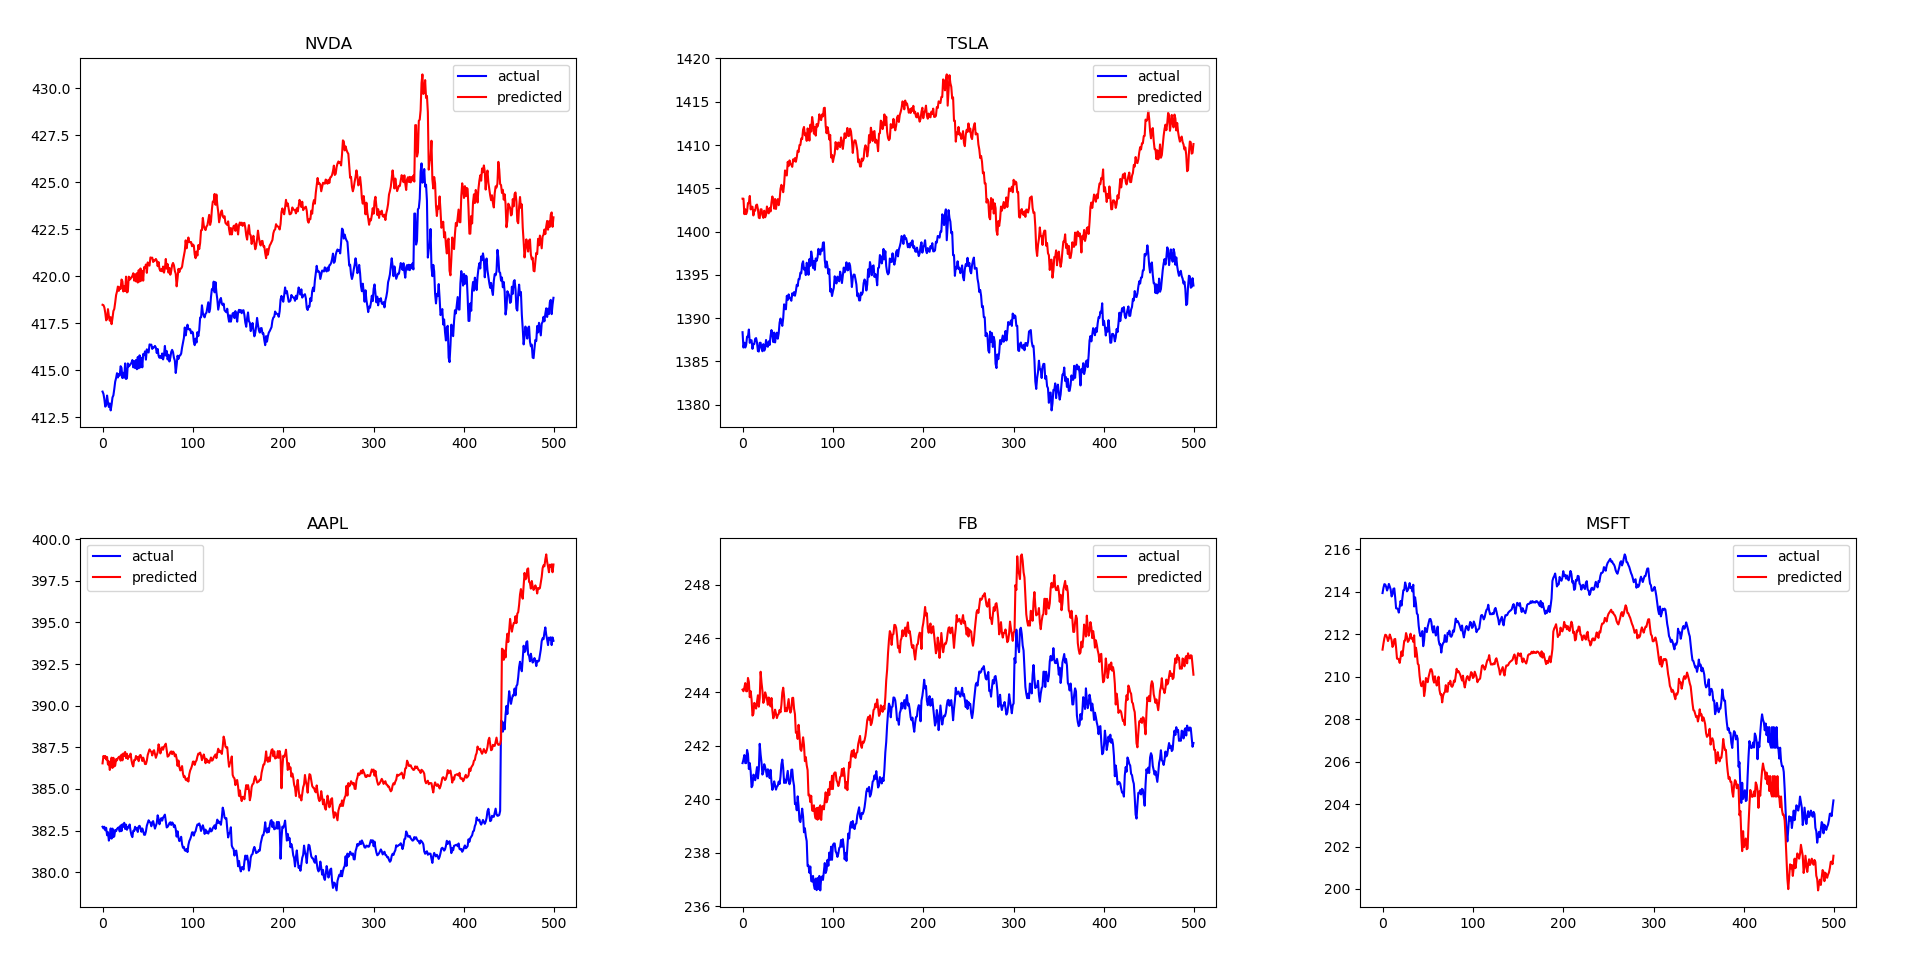 NVDA
actual
predicted
430.0
427.5
425.0
422.5
420.0
417.5
415.0
412.5
0 100 200 300 400 500
TSLA
actual
predicted
1420
1415
1410
1405
1400
1395
1390
1385
1380
0 100 200 300 400 500
AAPL
actual
predicted
400.0
397.5
395.0
392.5
390.0
387.5
385.0
382.5
380.0
0 100 200 300 400 500
FB
actual
predicted
248
246
244
242
240
238
236
0 100 200 300 400 500
MSFT
actual
predicted
216
214
212
210
208
206
204
202
200
0 100 200 300 400 500